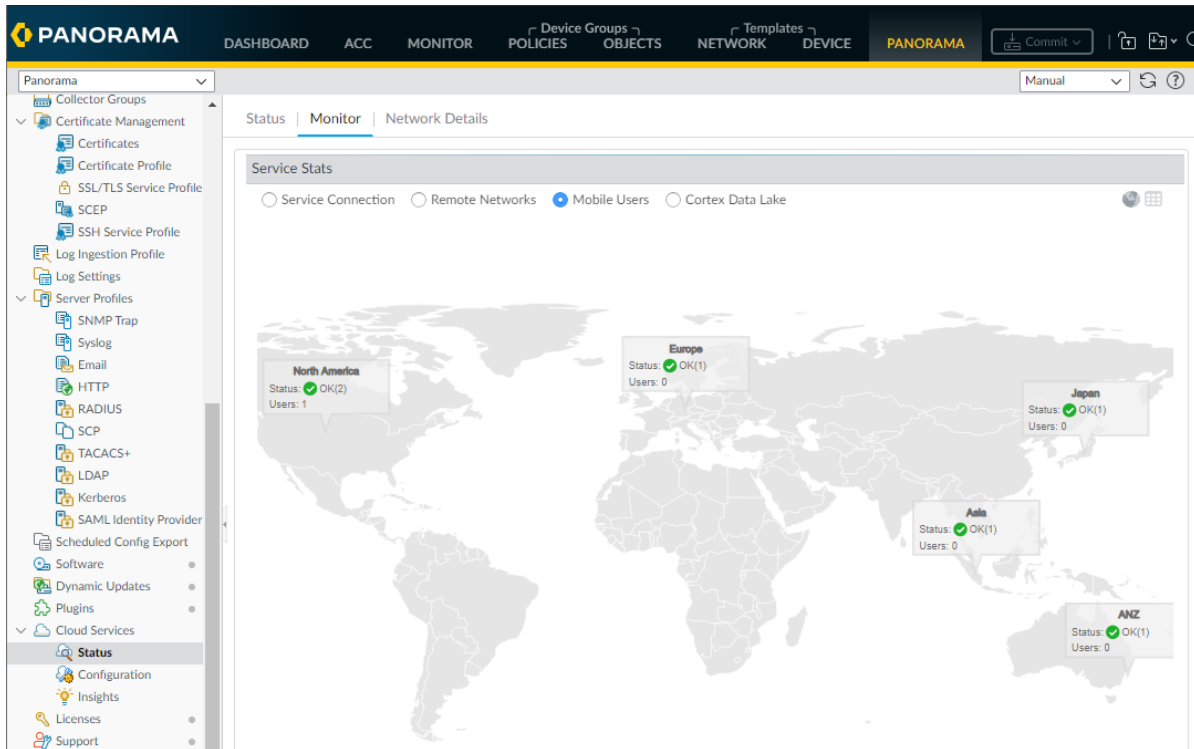 PANORAMA
DASHBOARD
ACC
MONITOR
Device Groups
POLICIES
OBJECTS
Templates
NETWORK
DEVICE
PANORAMA
Commit
Panorama
Manual
Collector Groups
Certificate Management
Certificates
Certificate Profile
SSL/TLS Service Profile
SCEP
SSH Service Profile
Log Ingestion Profile
Log Settings
Server Profiles
SNMP Trap
Syslog
Email
HTTP
RADIUS
SCP
TACACS+
LDAP
Kerberos
SAML Identity Provider
Scheduled Config Export
Software
Dynamic Updates
Plugins
Cloud Services
Status
Configuration
Insights
Licenses
Support
Status | Monitor | Network Details
Service Stats
Service Connection
Remote Networks
Mobile Users
Cortex Data Lake
North America
Status: OK(2)
Users: 1
Europe
Status: OK(1)
Users: 0
Japan
Status: OK(1)
Users: 0
Asia
Status: OK(1)
Users: 0
ANZ
Status: OK(1)
Users: 0